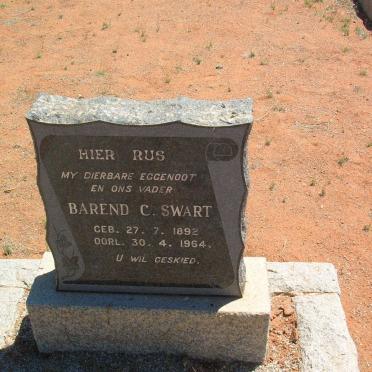 HIER RUS
MY DIERBARE EGGENOOT
EN ONS VADER
BAREND C. SWART
GEB. 27. 7. 1892
OORL. 30. 4. 1964.
U WIL GESKIED.